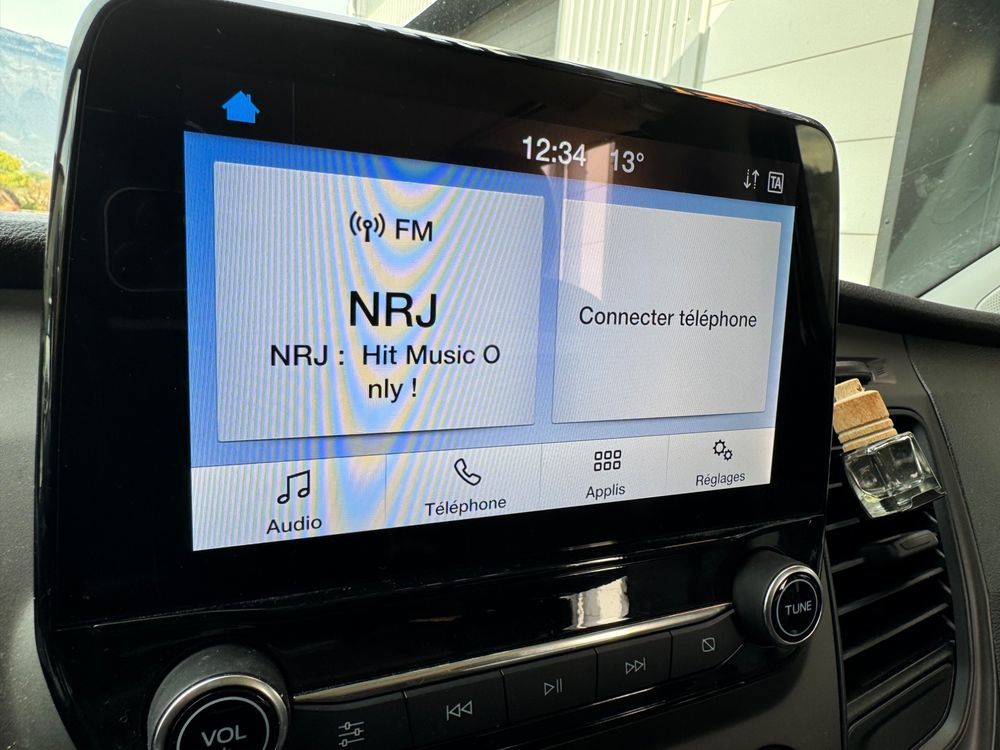 12:34 13°
TA
FM
NRJ
NRJ : Hit Music O
nly !
Connecter téléphone
Audio
Téléphone
Applis
Réglages
TUNE
VOL